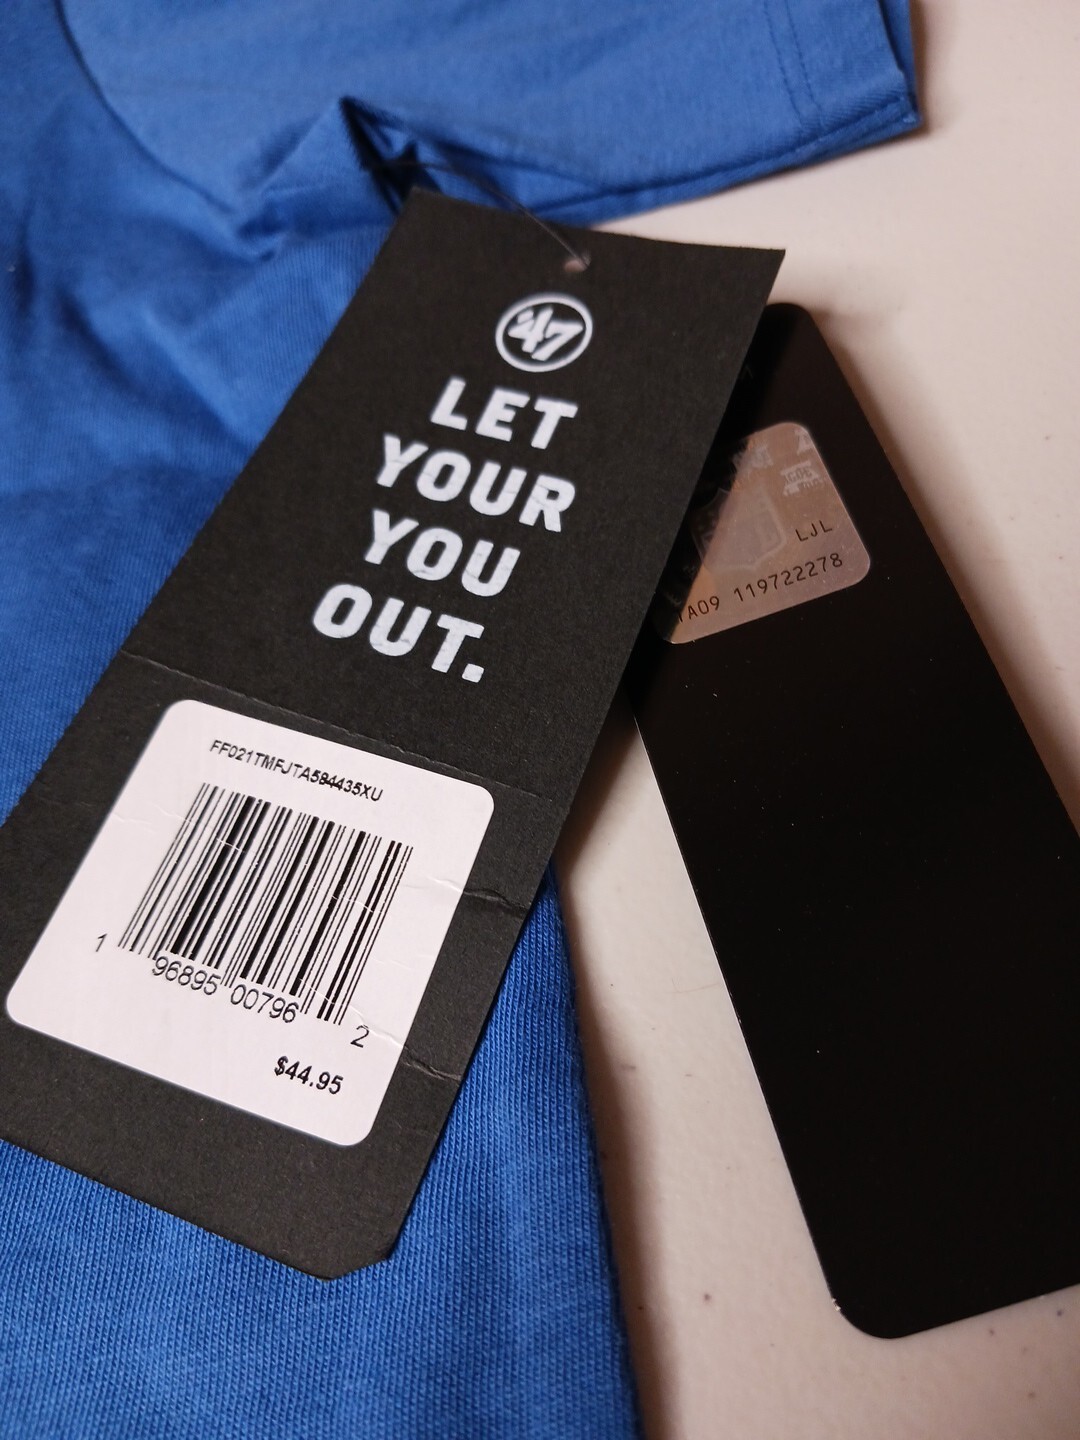 '47
LET
YOUR
YOU
OUT.
FF021TMFJTA584435XU
1 96895 00796 2
$44.95
LJL
119722278